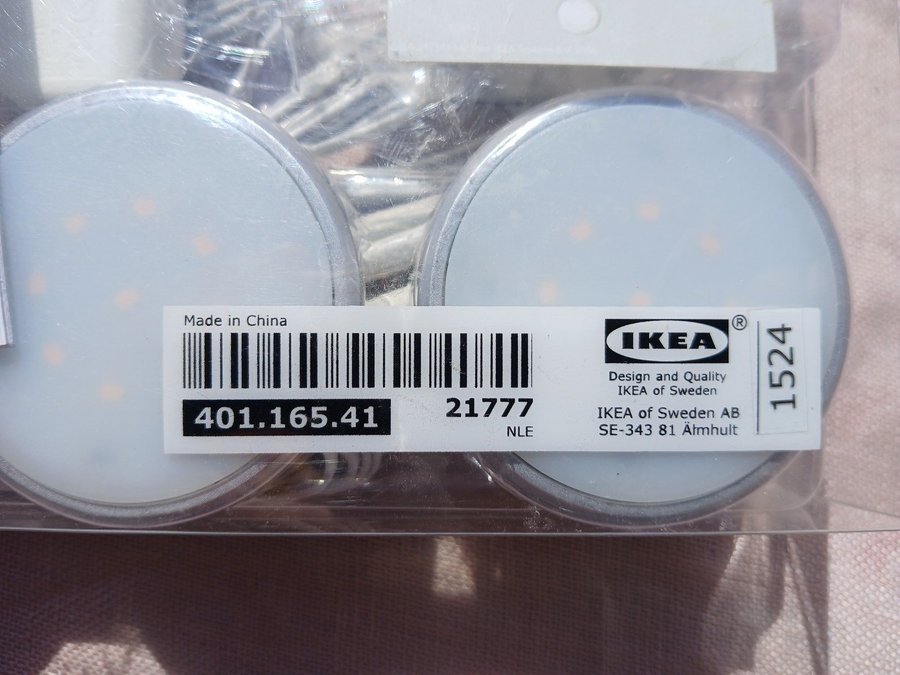 Made in China
401.165.41
21777
NLE
IKEA®
Design and Quality
IKEA of Sweden
IKEA of Sweden AB
SE-343 81 Älmhult
1524